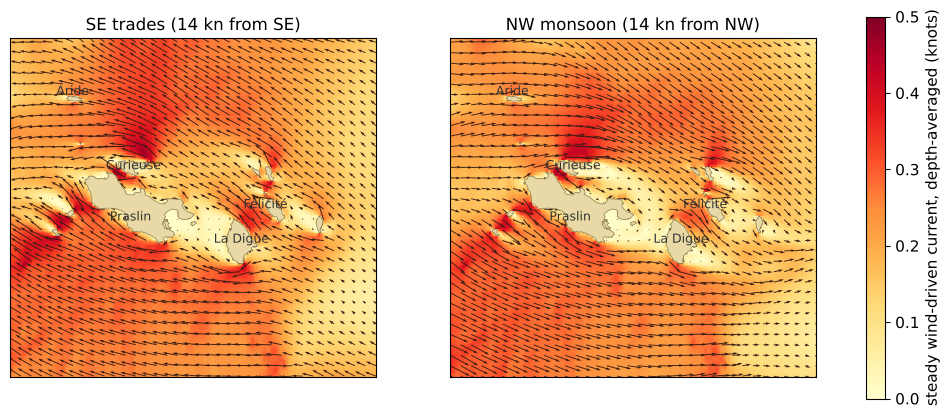 SE trades (14 kn from SE)
Aride
Curieuse
Praslin
Félicité
La Digue
NW monsoon (14 kn from NW)
Aride
Curieuse
Praslin
Félicité
La Digue
0.5
0.4
0.3
0.2
0.1
0.0
steady wind-driven current, depth-averaged (knots)